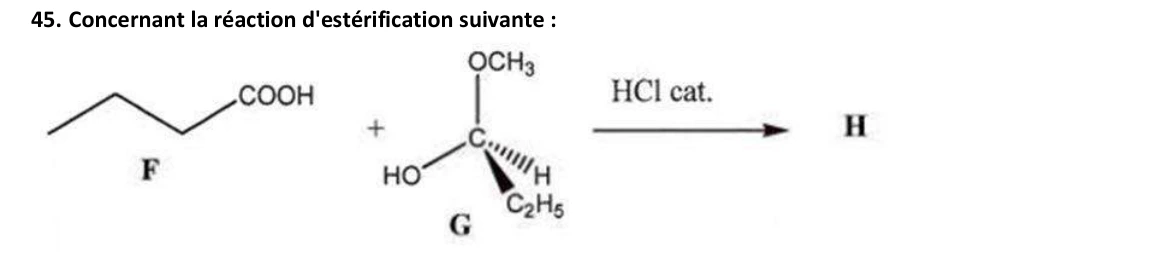 45. Concernant la réaction d'estérification suivante :
OCH3
COOH
HCl cat.
+
C
H
HO
H
F
C2H5
G